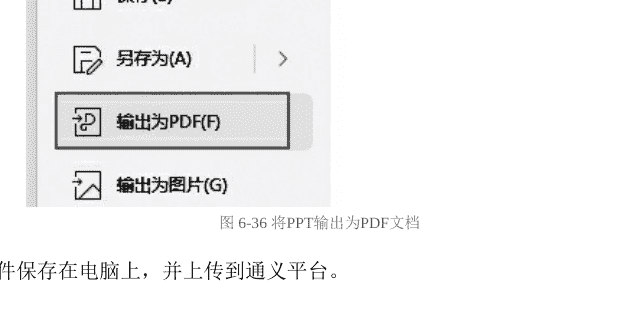 保存(S)
另存为(A)
输出为PDF(F)
输出为图片(G)
图 6-36 将PPT输出为PDF文档
件保存在电脑上，并上传到通义平台。